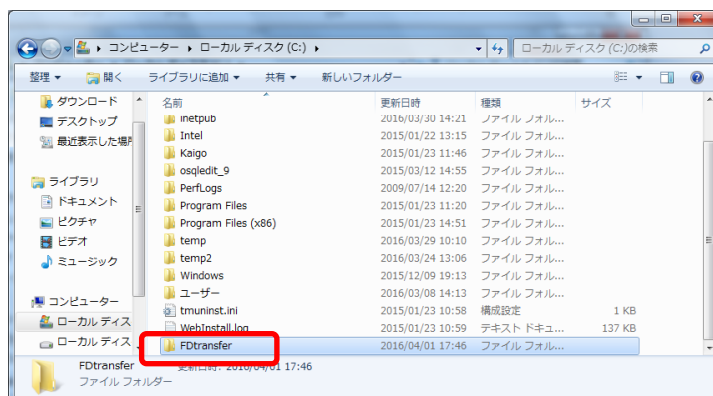 コンピューター ▸ ローカル ディスク (C:) ▸
ローカル ディスク (C:)の検索
整理 ▼ 開く ライブラリに追加 ▼ 共有 ▼ 新しいフォルダー
ダウンロード
デスクトップ
最近表示した場所
ライブラリ
ドキュメント
ピクチャ
ビデオ
ミュージック
コンピューター
ローカル ディス
ローカル ディス
名前 更新日時 種類 サイズ
inetpub 2016/03/30 14:21 ファイル フォル...
Intel 2015/01/22 13:15 ファイル フォル...
Kaigo 2015/01/23 11:46 ファイル フォル...
osqledit_9 2015/03/12 14:55 ファイル フォル...
PerfLogs 2009/07/14 12:20 ファイル フォル...
Program Files 2015/01/23 11:20 ファイル フォル...
Program Files (x86) 2015/01/23 14:51 ファイル フォル...
temp 2016/03/29 10:10 ファイル フォル...
temp2 2016/03/24 13:06 ファイル フォル...
Windows 2015/12/09 19:13 ファイル フォル...
ユーザー 2016/03/08 14:13 ファイル フォル...
tmuninst.ini 2015/01/23 10:58 構成設定 1 KB
WebInstall.log 2015/01/23 10:59 テキスト ドキュ... 137 KB
FDtransfer 2016/04/01 17:46 ファイル フォル...
FDtransfer 更新日時: 2016/04/01 17:46
ファイル フォルダー